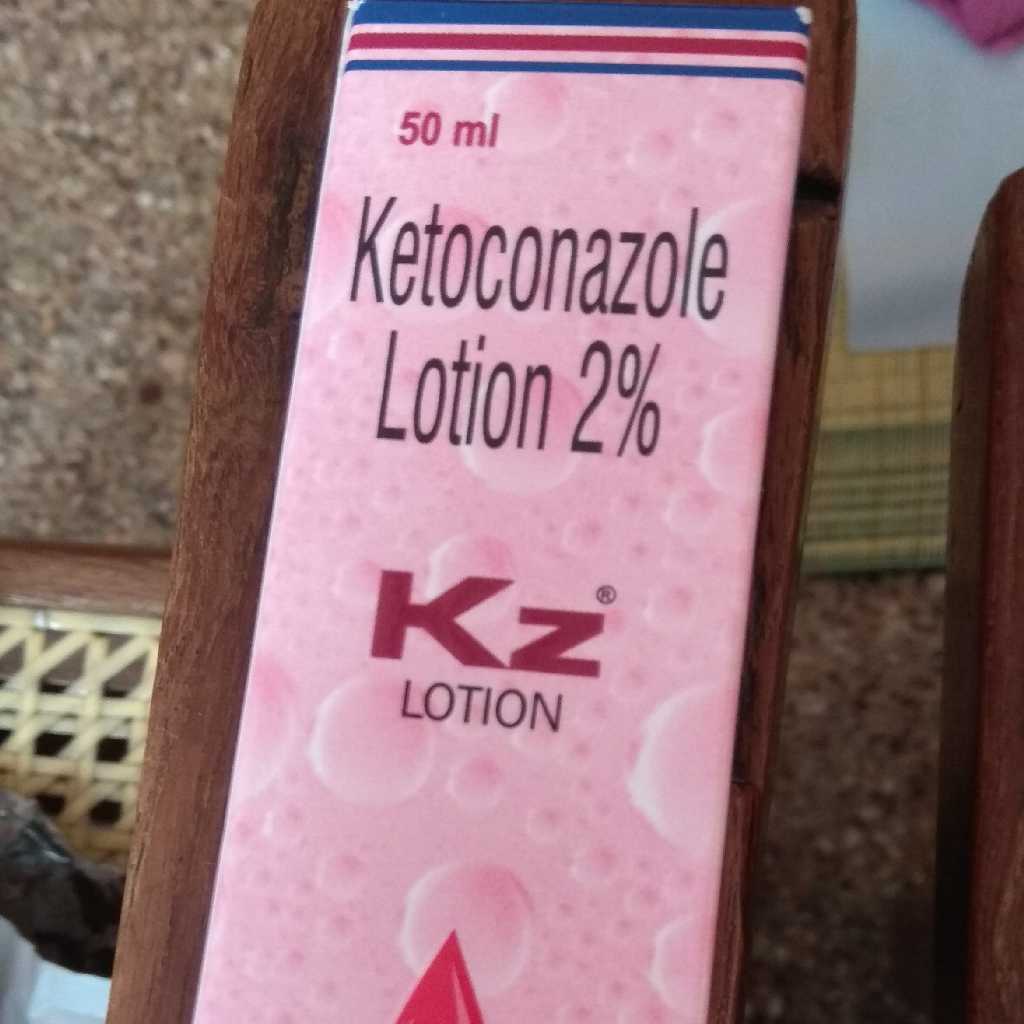 50 ml
Ketoconazole
Lotion 2%
Kz®
LOTION